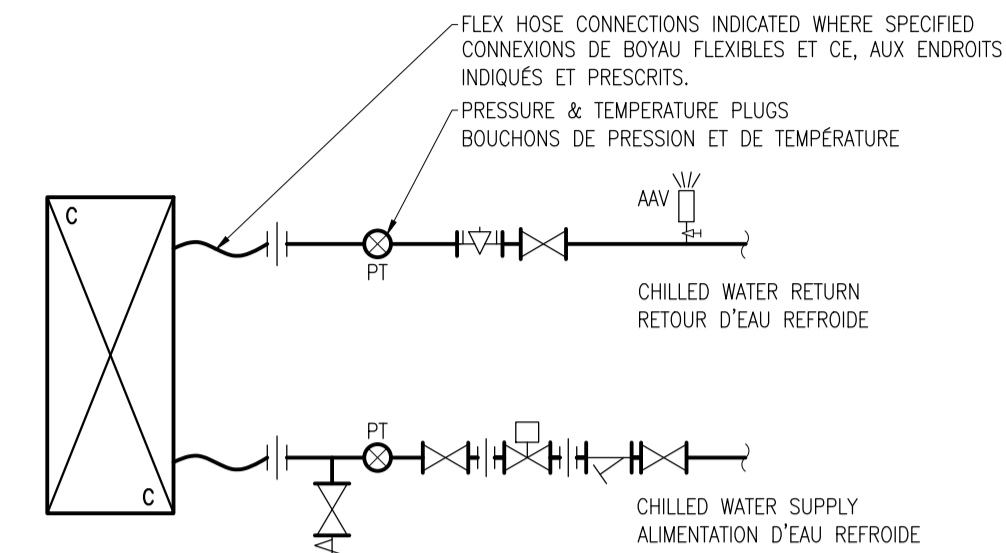 FLEX HOSE CONNECTIONS INDICATED WHERE SPECIFIED
CONNEXIONS DE BOYAU FLEXIBLES ET CE, AUX ENDROITS
INDIQUÉS ET PRESCRITS.
PRESSURE & TEMPERATURE PLUGS
BOUCHONS DE PRESSION ET DE TEMPÉRATURE
AAV
C
PT
CHILLED WATER RETURN
RETOUR D'EAU REFROIDE
PT
C
CHILLED WATER SUPPLY
ALIMENTATION D'EAU REFROIDE